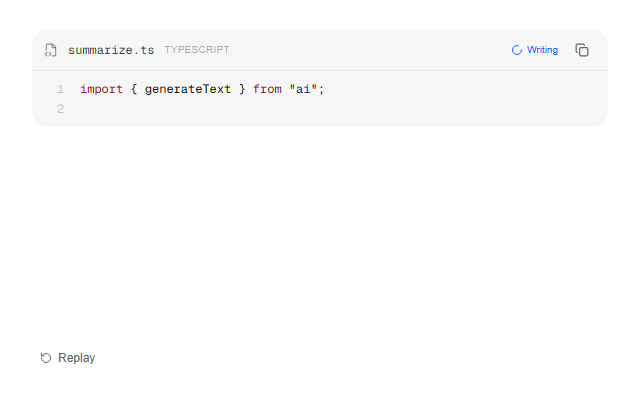 summarize.ts TYPESCRIPT Writing
1 import { generateText } from "ai";
2
Replay